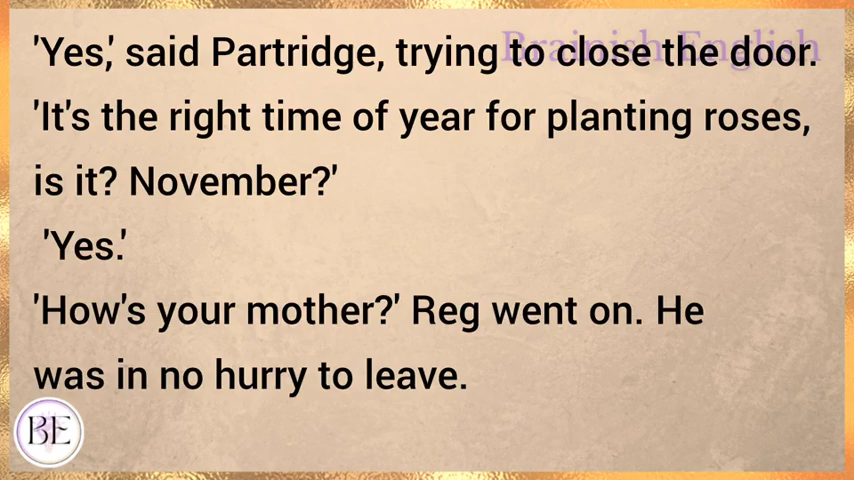 Brainish English
'Yes,' said Partridge, trying to close the door.
'It's the right time of year for planting roses,
is it? November?'
'Yes.'
'How's your mother?' Reg went on. He
was in no hurry to leave.
BE